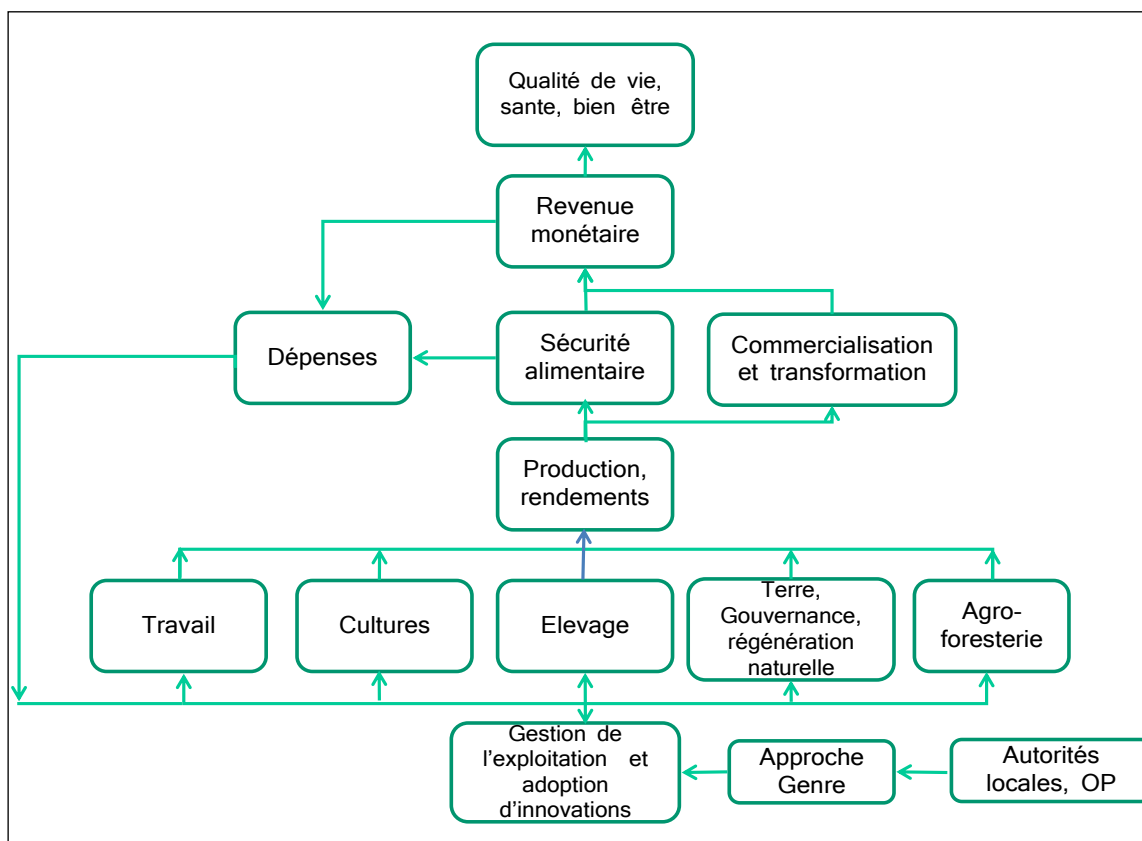 Qualité de vie,
sante, bien être
Revenue
monétaire
Dépenses
Sécurité
alimentaire
Commercialisation
et transformation
Production,
rendements
Travail
Cultures
Elevage
Terre,
Gouvernance,
régénération
naturelle
Agro-
foresterie
Gestion de
l'exploitation et
adoption
d'innovations
Approche
Genre
Autorités
locales, OP